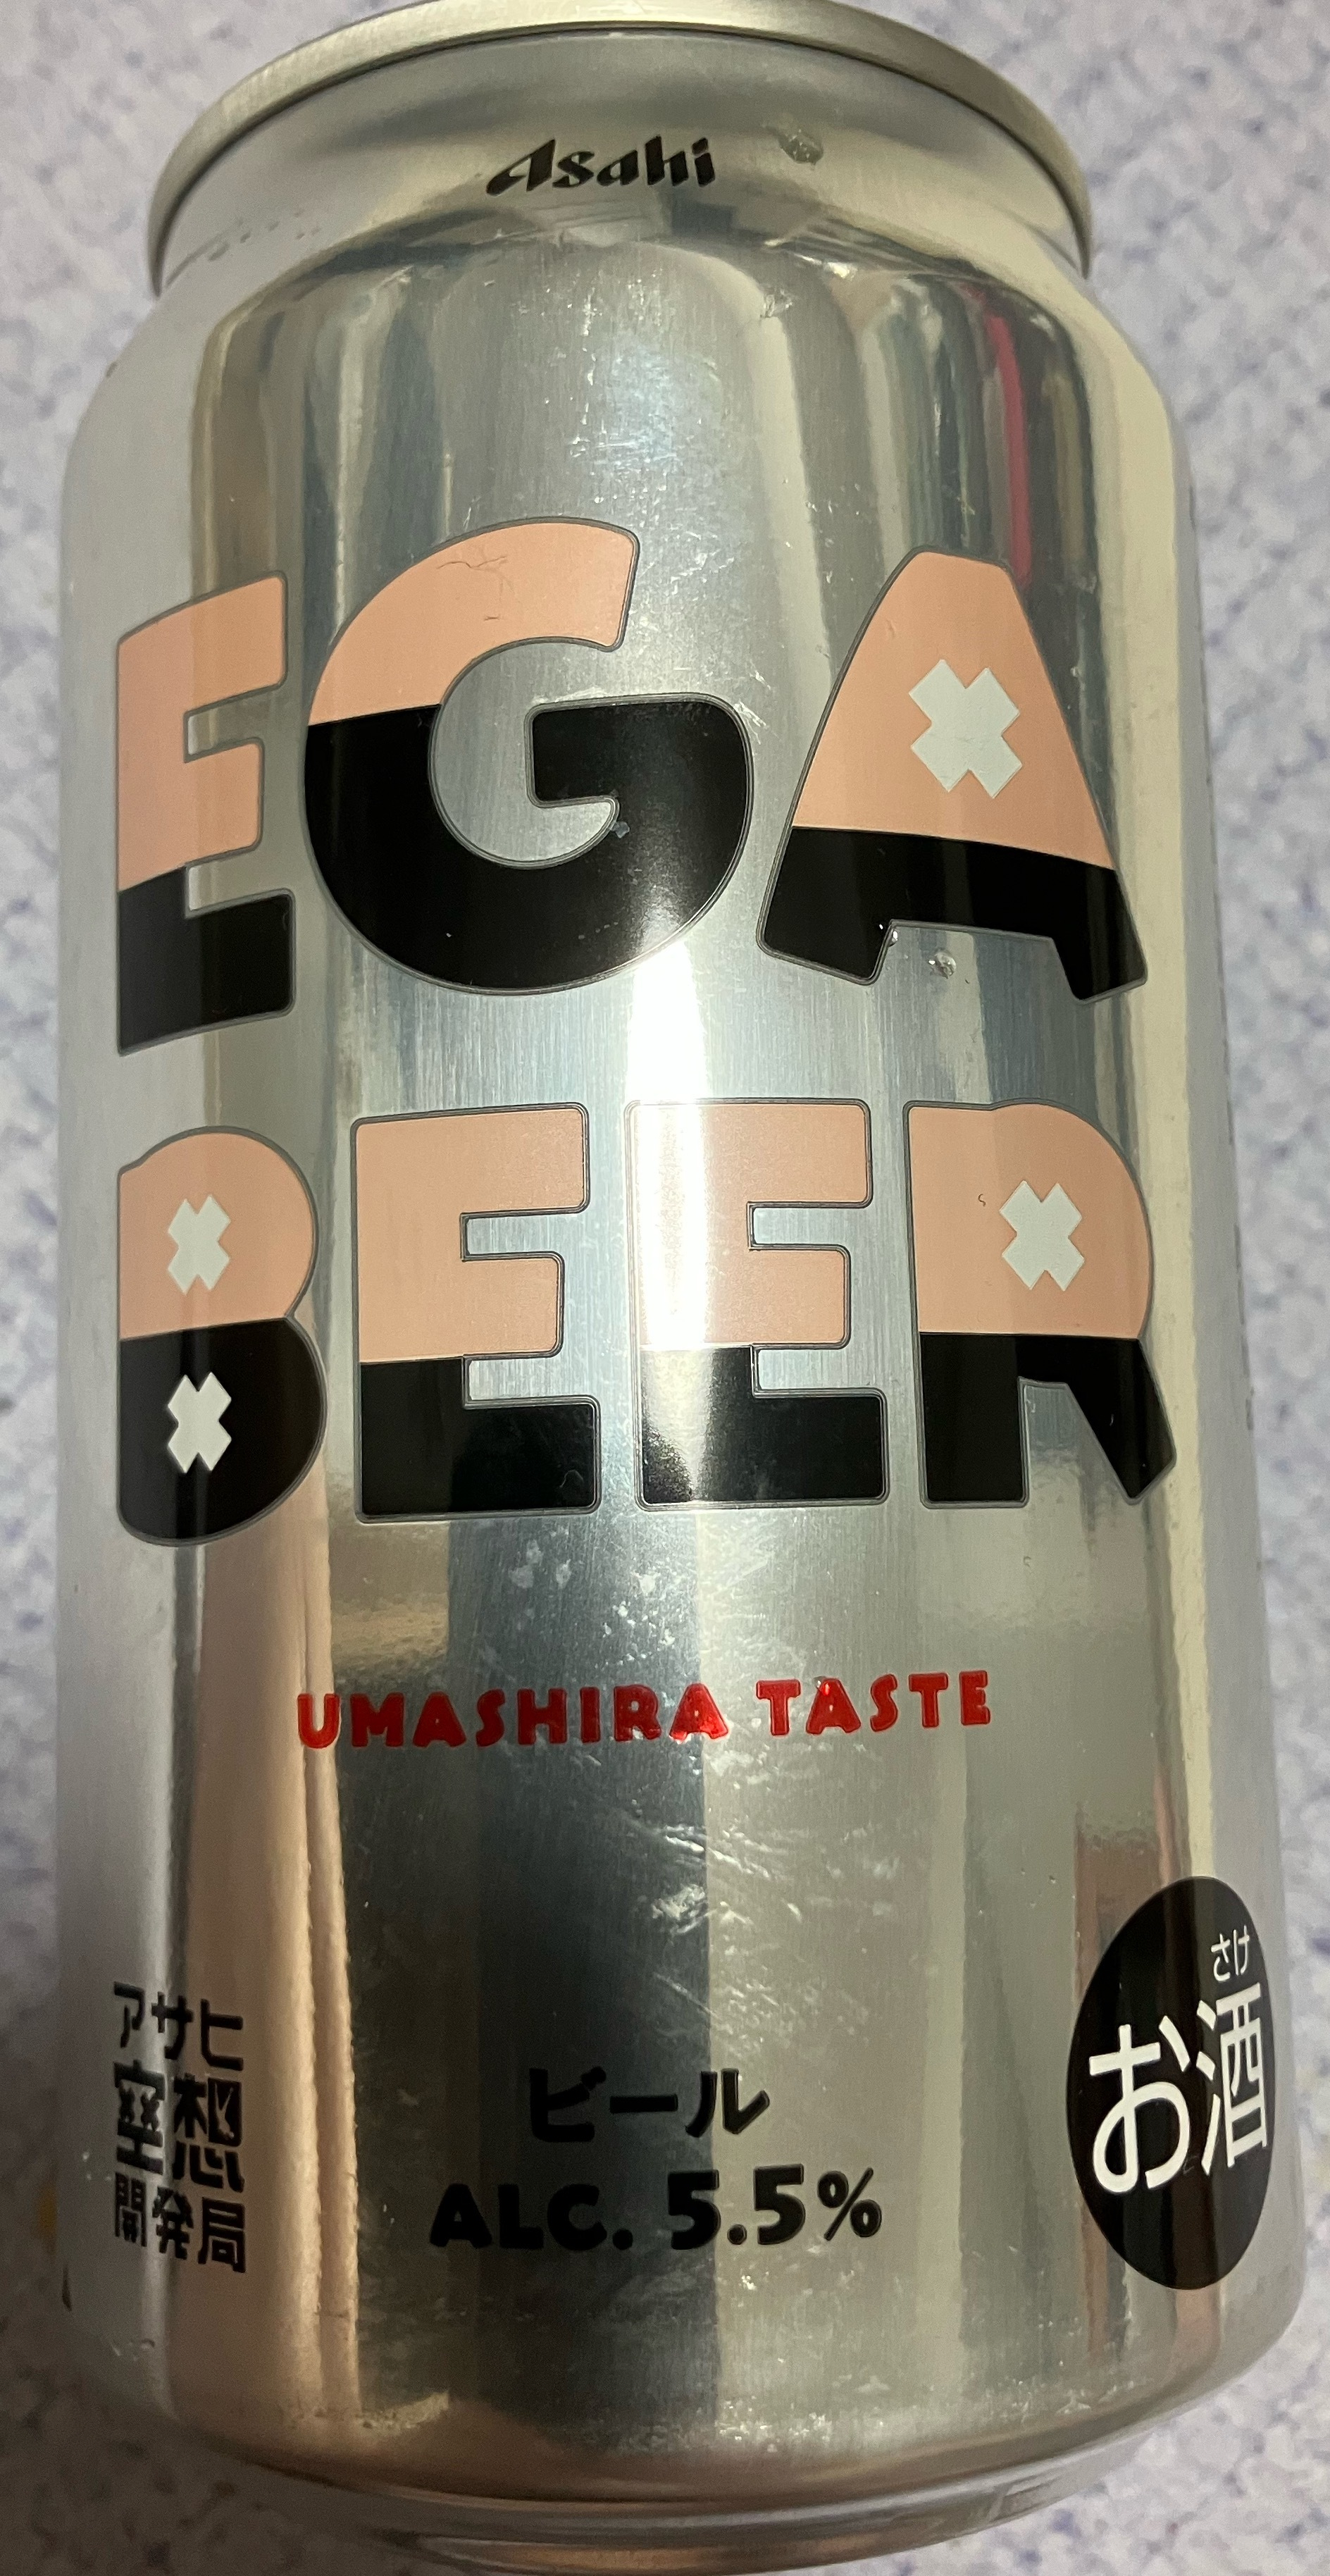 Asahi
EGA
BEER
UMASHIRA TASTE
アサヒ
空想
開発局
ビール
ALC. 5.5%
さけ
お酒